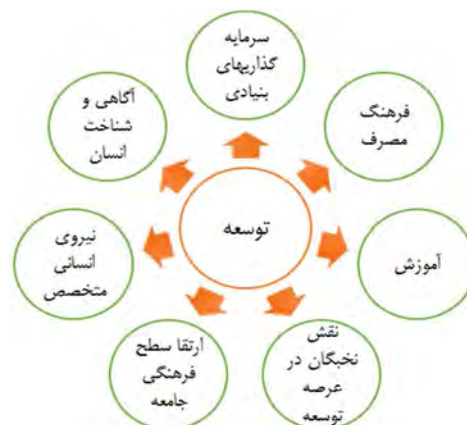 سرمایه
گذاریهای
بنیادی
فرهنگ
مصرف
آموزش
نقش
نخبگان در
عرصه
توسعه
ارتقا سطح
فرهنگی
جامعه
نیروی
انسانی
متخصص
آگاهی و
شناخت
انسان
توسعه